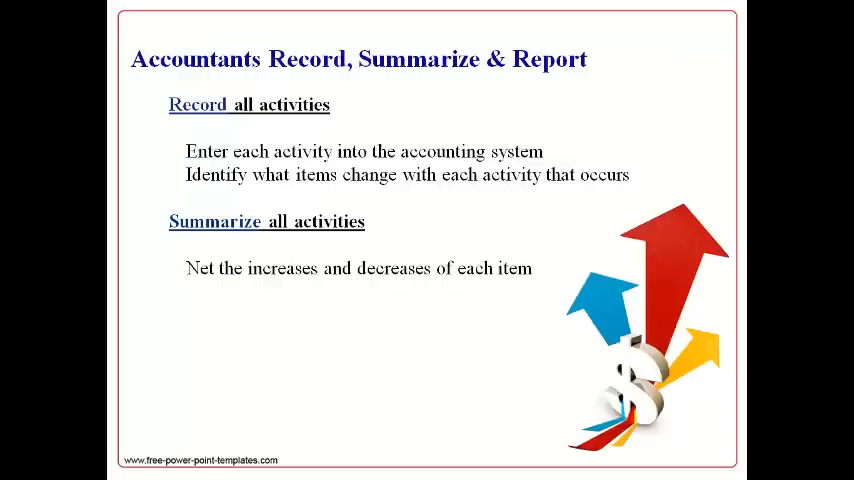 Accountants Record, Summarize & Report
Record all activities
Enter each activity into the accounting system
Identify what items change with each activity that occurs
Summarize all activities
Net the increases and decreases of each item
$
www.free-power-point-templates.com